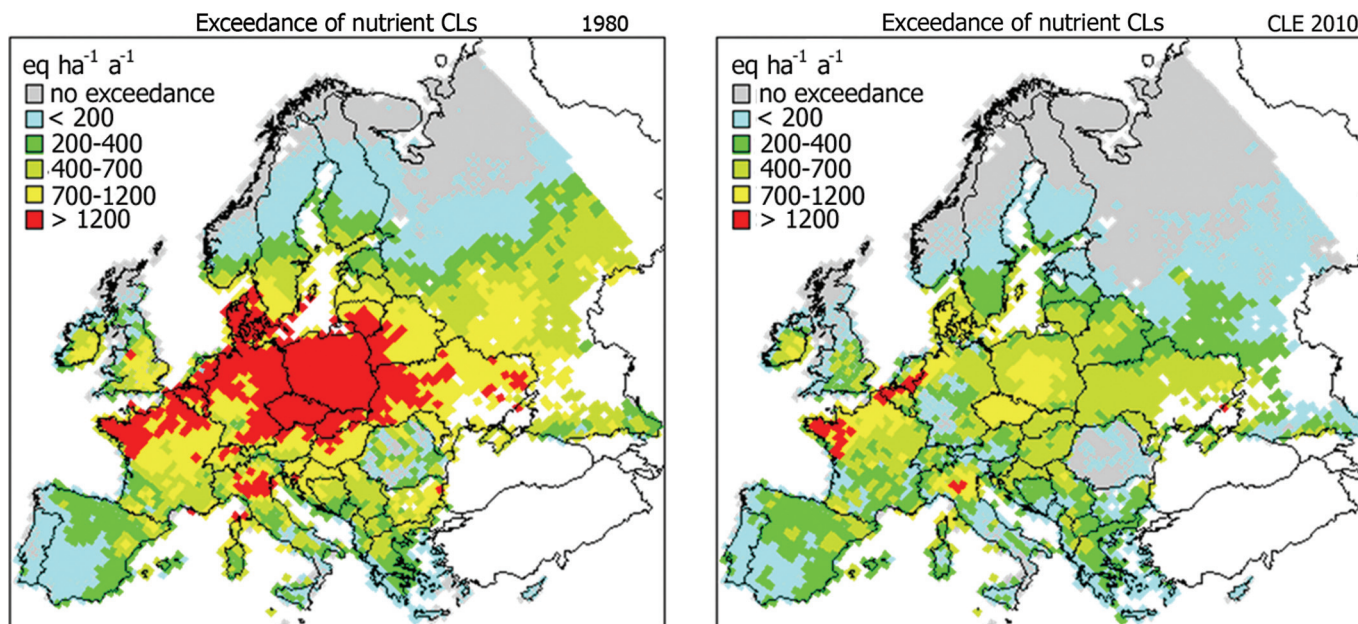 Exceedance of nutrient CLs 1980
eq ha⁻¹ a⁻¹
no exceedance
< 200
200-400
400-700
700-1200
> 1200
Exceedance of nutrient CLs CLE 2010
eq ha⁻¹ a⁻¹
no exceedance
< 200
200-400
400-700
700-1200
> 1200